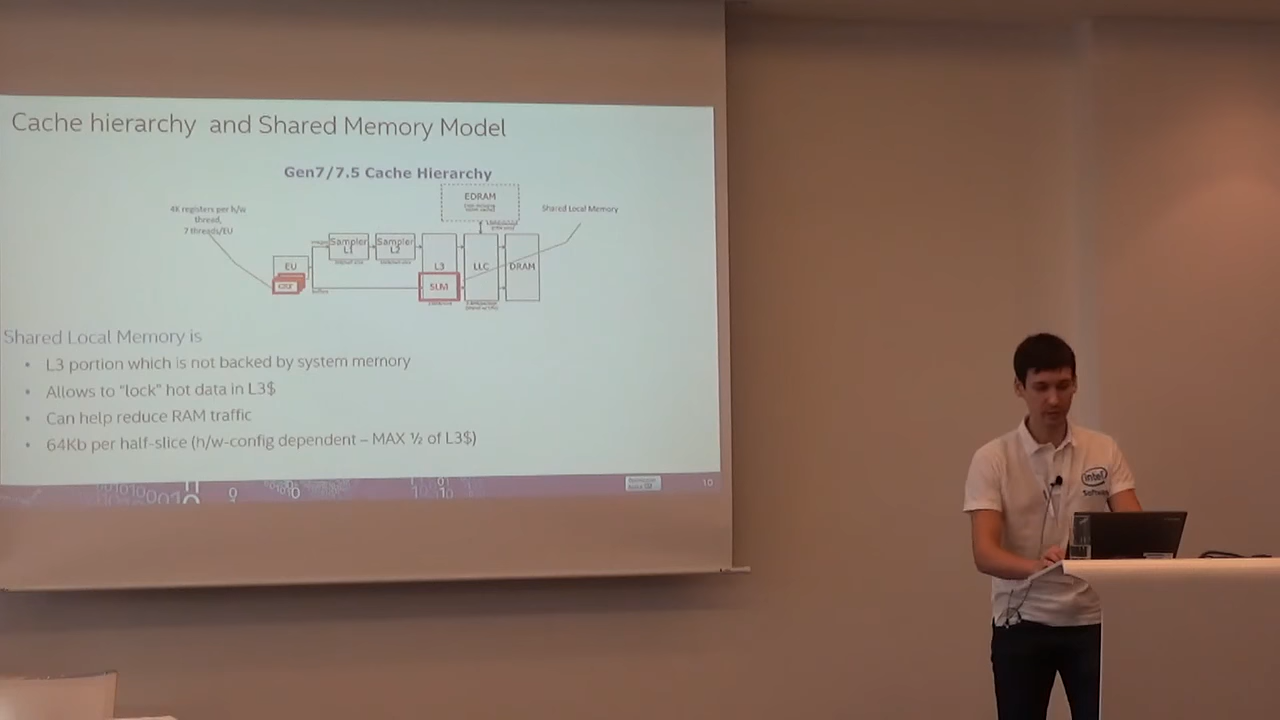 Cache hierarchy and Shared Memory Model
Gen7/7.5 Cache Hierarchy
4K registers per h/w
thread,
7 threads/EU
EDRAM
Shared Local Memory
Sampler
L1
Sampler
L2
EU
L3
LLC
DRAM
SLM
Shared Local Memory is
• L3 portion which is not backed by system memory
• Allows to “lock” hot data in L3$
• Can help reduce RAM traffic
• 64Kb per half-slice (h/w-config dependent – MAX ½ of L3$)
10
intel
Software